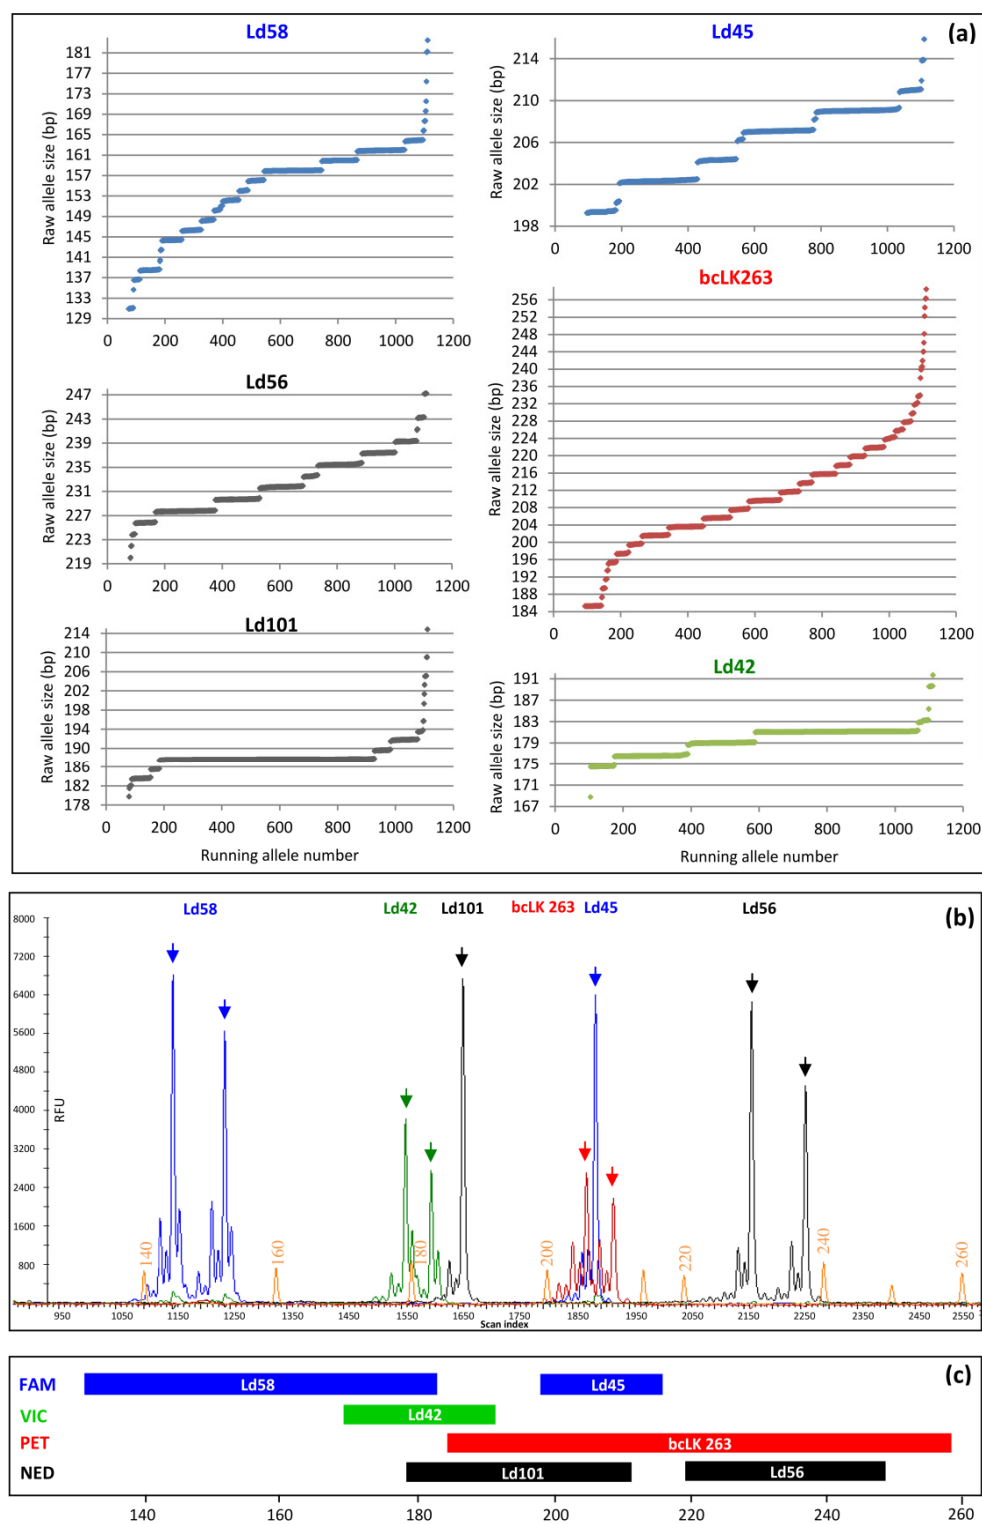 Ld58
Ld45
(a)
Raw allele size (bp)
181
177
173
169
165
161
157
153
149
145
141
137
133
129
0 200 400 600 800 1000 1200
Raw allele size (bp)
214
210
206
202
198
0 200 400 600 800 1000 1200
bcLK263
Raw allele size (bp)
256
252
248
244
240
236
232
228
224
220
216
212
208
204
200
196
192
188
184
0 200 400 600 800 1000 1200
Ld56
Raw allele size (bp)
247
243
239
235
231
227
223
219
0 200 400 600 800 1000 1200
Ld101
Raw allele size (bp)
214
210
206
202
198
194
190
186
182
178
0 200 400 600 800 1000 1200
Running allele number
Ld42
Raw allele size (bp)
191
187
183
179
175
171
167
0 200 400 600 800 1000 1200
Running allele number
Ld58 Ld42 Ld101 bcLK 263 Ld45 Ld56
(b)
8000
7200
6400
5600
4800
4000
3200
2400
1600
800
RFU
140 160 180 200 220 240 260
950 1050 1150 1250 1350 1450 1550 1650 1750 1850 1950 2050 2150 2250 2350 2450 2550
Scan index
(c)
FAM Ld58 Ld45
VIC Ld42
PET bcLK 263
NED Ld101 Ld56
140 160 180 200 220 240 260